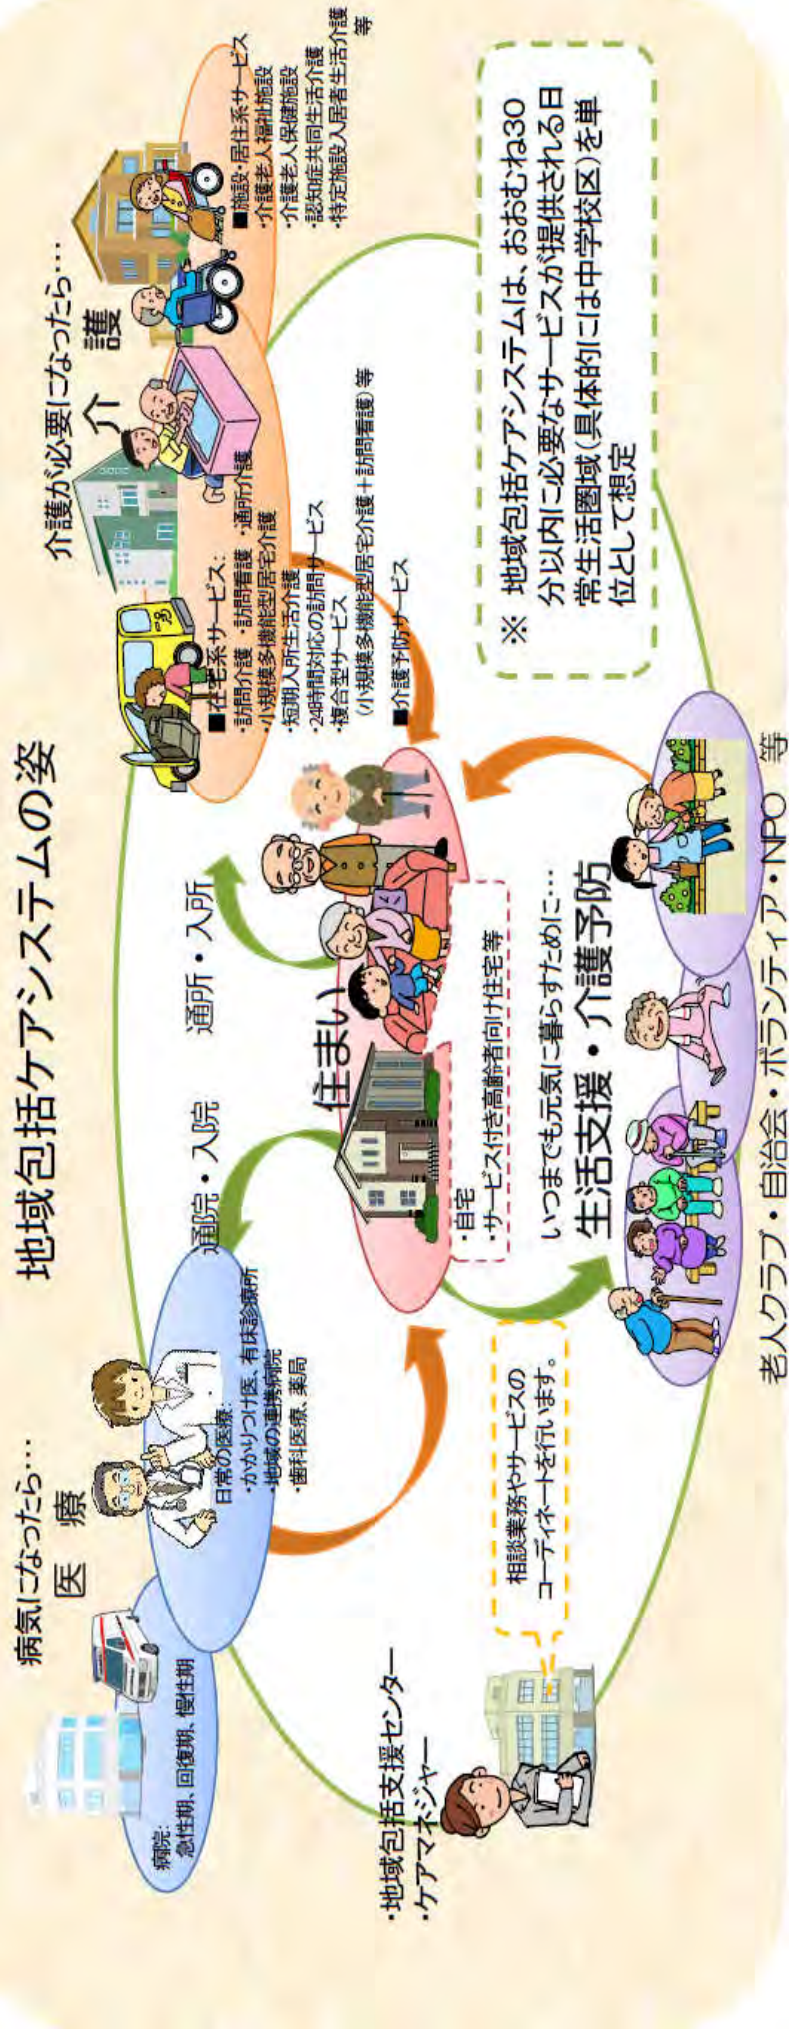 地域包括ケアシステムの姿
病気になったら…
医 療
病院:
急性期、回復期、慢性期
日常の医療:
・かかりつけ医、有床診療所
・地域の連携病院
・歯科医療、薬局
通院・入院
通所・入所
介護が必要になったら…
介 護
■在宅系サービス:
・訪問介護 ・訪問看護 ・通所介護
・小規模多機能型居宅介護
・短期入所生活介護
・24時間対応の訪問サービス
・複合型サービス
(小規模多機能型居宅介護+訪問看護)等
■介護予防サービス
■施設・居住系サービス
・介護老人福祉施設
・介護老人保健施設
・認知症共同生活介護
・特定施設入居者生活介護
等
住まい
・自宅
・サービス付き高齢者向け住宅等
・地域包括支援センター
・ケアマネジャー
相談業務やサービスの
コーディネートを行います。
いつまでも元気に暮らすために…
生活支援・介護予防
老人クラブ・自治会・ボランティア・NPO 等
※ 地域包括ケアシステムは、おおむね30
分以内に必要なサービスが提供される日
常生活圏域(具体的には中学校区)を単
位として想定